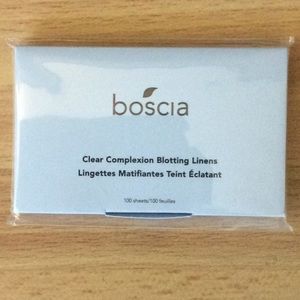 boscia
Clear Complexion Blotting Linens
Lingettes Matifiantes Teint Éclatant
100 sheets/100 feuilles